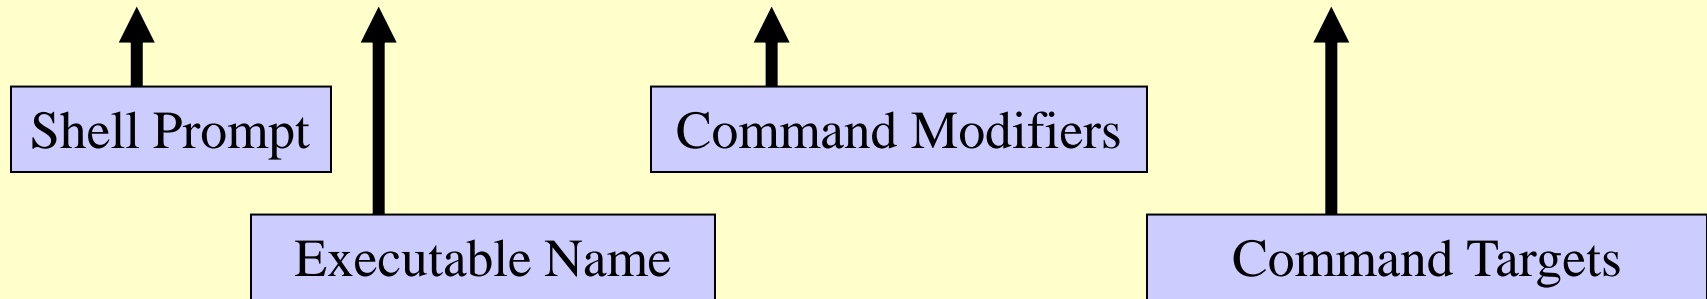 Shell Prompt
Command Modifiers
Executable Name
Command Targets